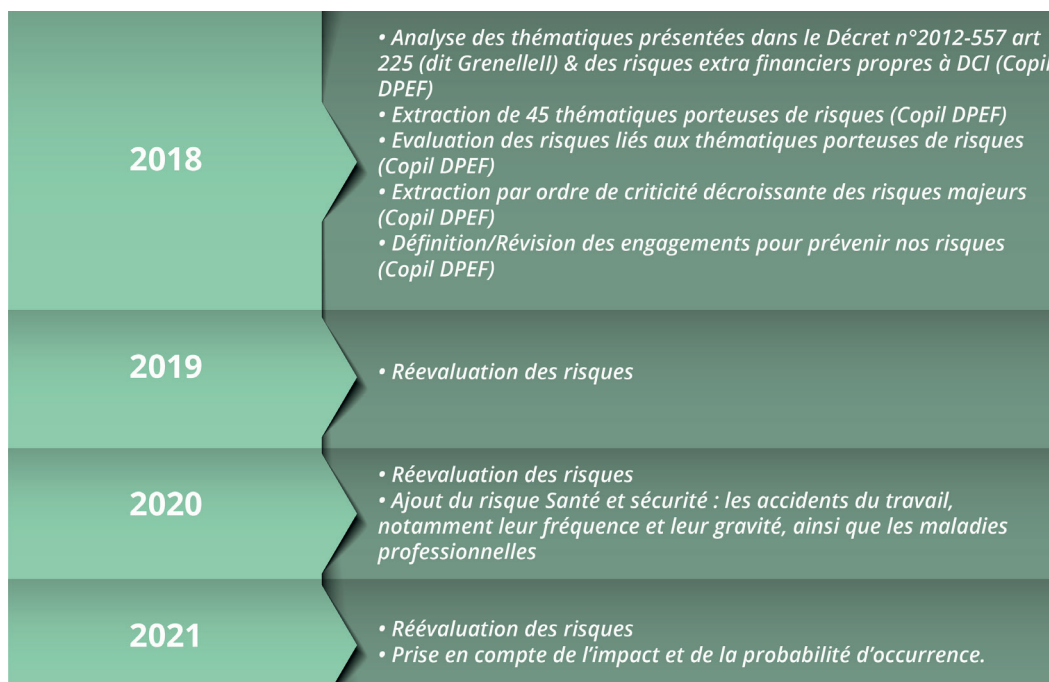 2018
• Analyse des thématiques présentées dans le Décret n°2012-557 art
225 (dit GrenelleII) & des risques extra financiers propres à DCI (Copil
DPEF)
• Extraction de 45 thématiques porteuses de risques (Copil DPEF)
• Evaluation des risques liés aux thématiques porteuses de risques
(Copil DPEF)
• Extraction par ordre de criticité décroissante des risques majeurs
(Copil DPEF)
• Définition/Révision des engagements pour prévenir nos risques
(Copil DPEF)
2019
• Réevaluation des risques
2020
• Réevaluation des risques
• Ajout du risque Santé et sécurité : les accidents du travail,
notamment leur fréquence et leur gravité, ainsi que les maladies
professionnelles
2021
• Réévaluation des risques
• Prise en compte de l’impact et de la probabilité d’occurrence.